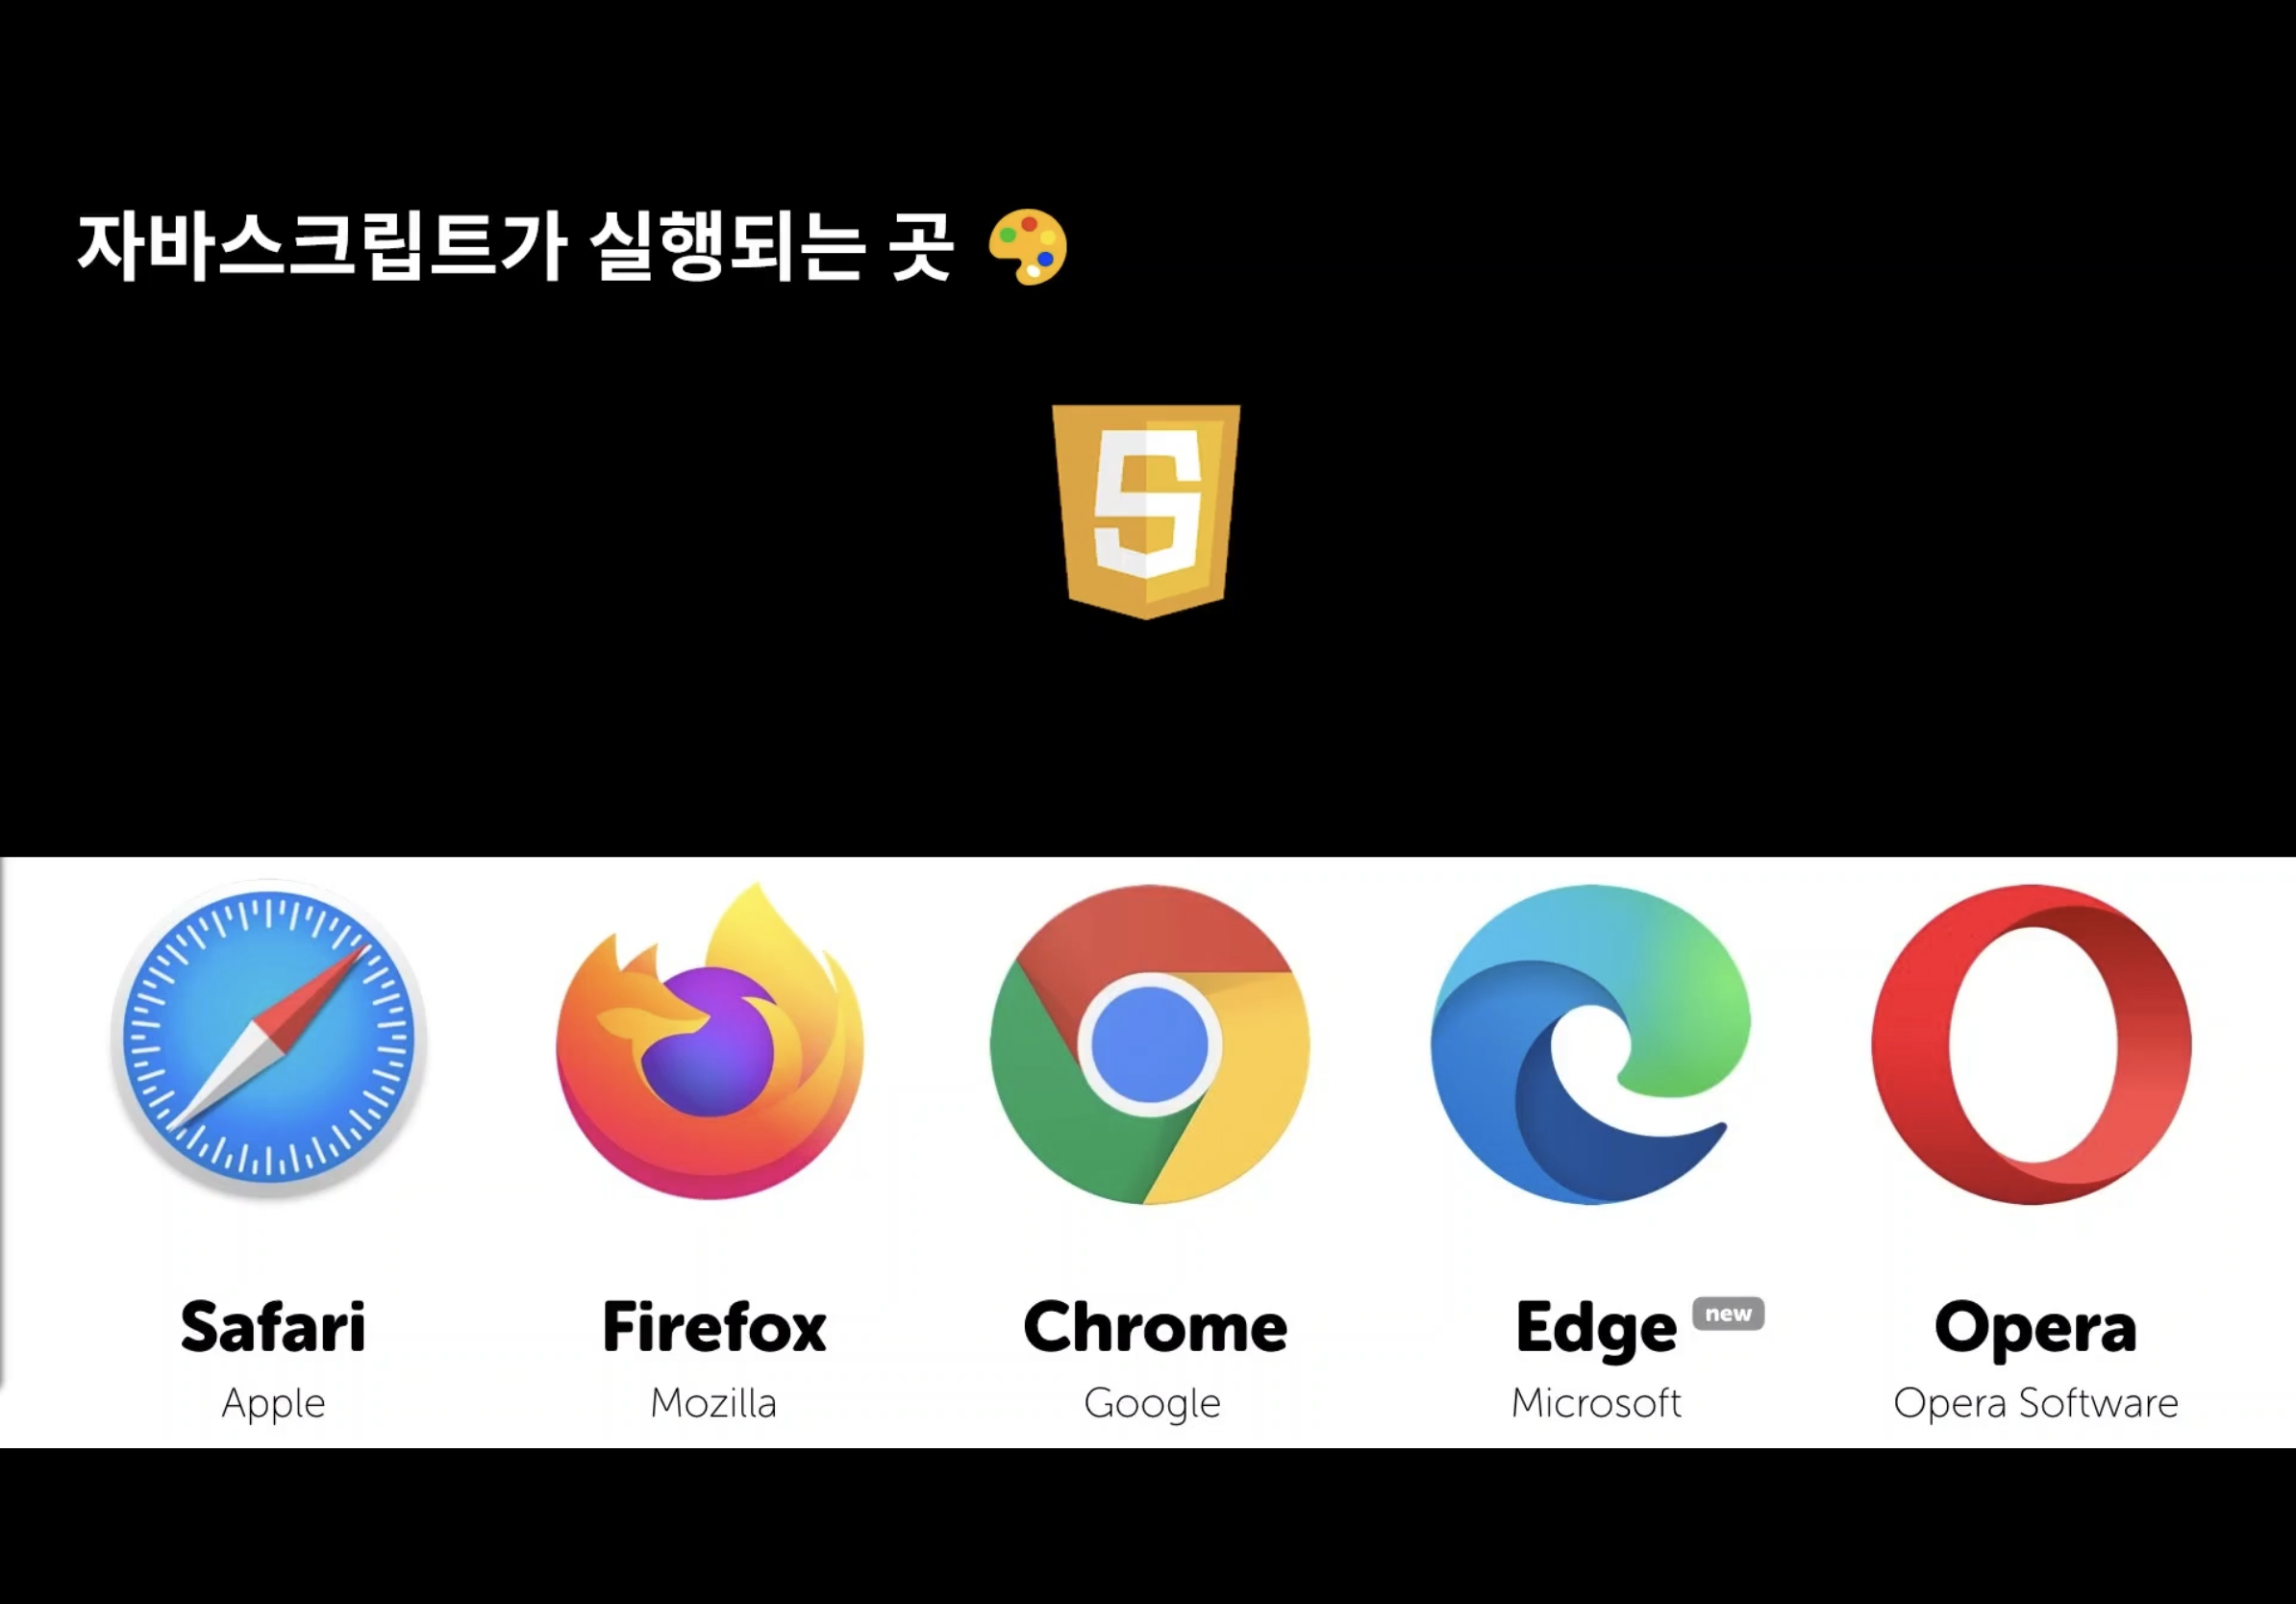 자바스크립트가 실행되는 곳 🎨
5
Safari Firefox Chrome Edge new Opera
Apple Mozilla Google Microsoft Opera Software